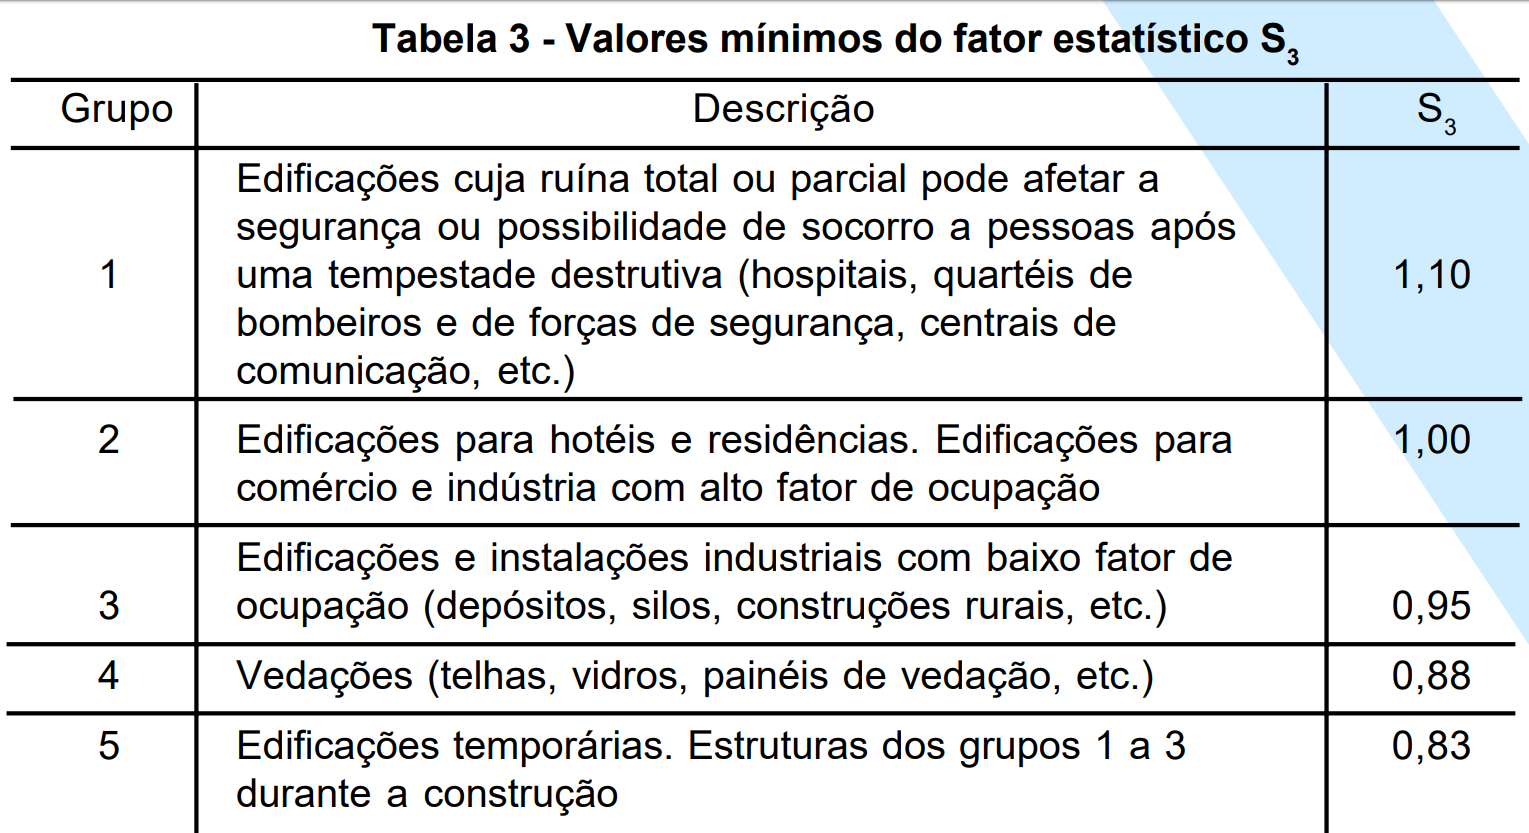 Tabela 3 - Valores mínimos do fator estatístico S3
Grupo Descrição S3
Edificações cuja ruína total ou parcial pode afetar a
segurança ou possibilidade de socorro a pessoas após
1 uma tempestade destrutiva (hospitais, quartéis de 1,10
bombeiros e de forças de segurança, centrais de
comunicação, etc.)
2 Edificações para hotéis e residências. Edificações para 1,00
comércio e indústria com alto fator de ocupação
Edificações e instalações industriais com baixo fator de
3 ocupação (depósitos, silos, construções rurais, etc.) 0,95
4 Vedações (telhas, vidros, painéis de vedação, etc.) 0,88
5 Edificações temporárias. Estruturas dos grupos 1 a 3 0,83
durante a construção